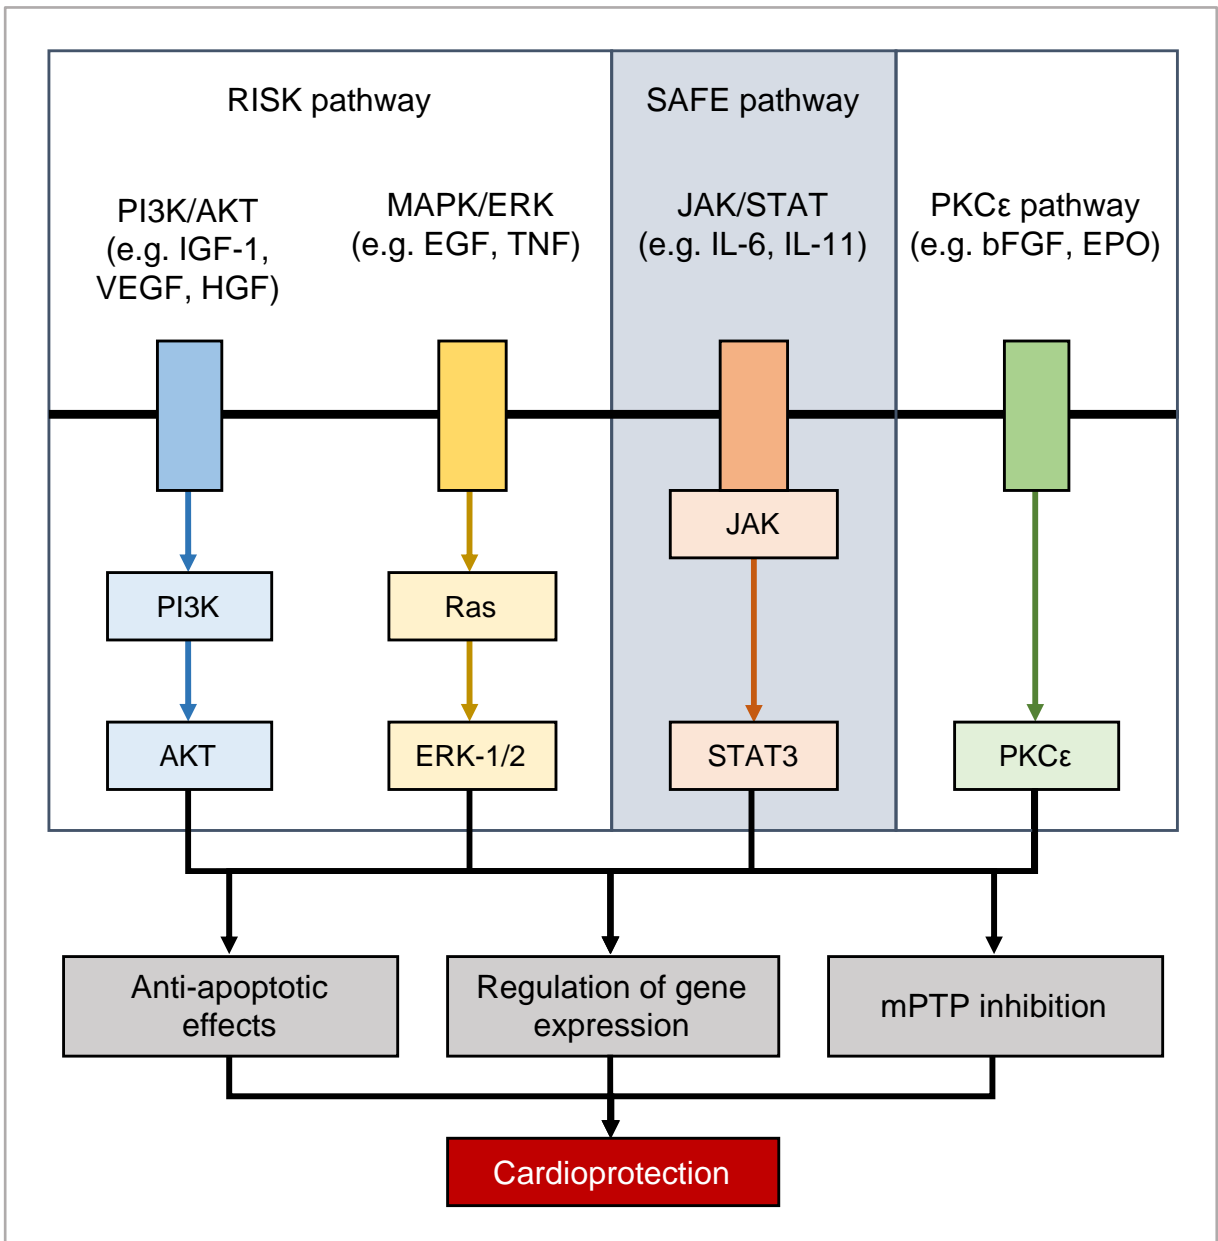 RISK pathway
SAFE pathway
PI3K/AKT
(e.g. IGF-1,
VEGF, HGF)
MAPK/ERK
(e.g. EGF, TNF)
JAK/STAT
(e.g. IL-6, IL-11)
PKCε pathway
(e.g. bFGF, EPO)
JAK
PI3K
Ras
AKT
ERK-1/2
STAT3
PKCε
Anti-apoptotic
effects
Regulation of gene
expression
mPTP inhibition
Cardioprotection